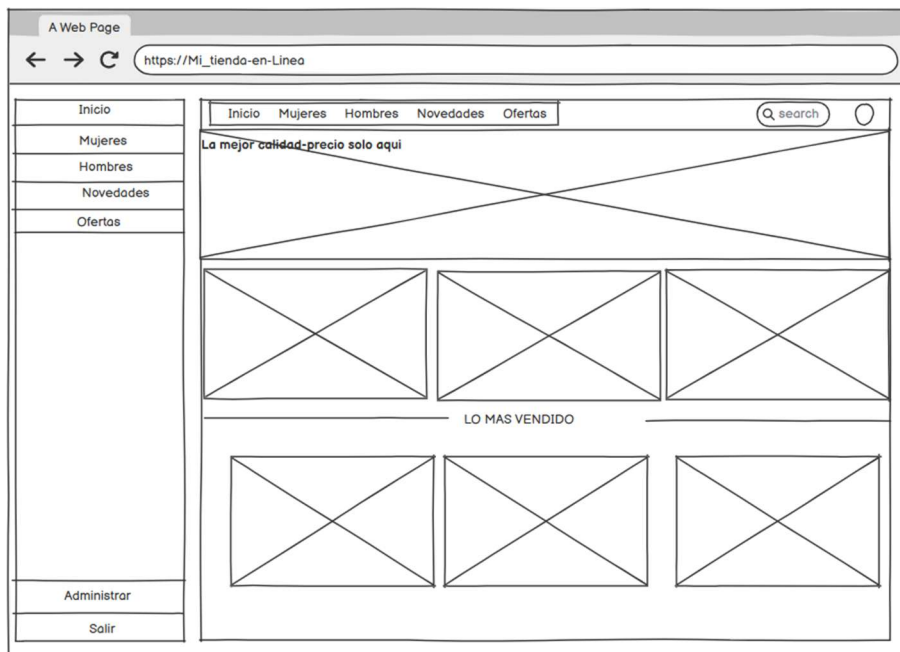 A Web Page
https://Mi_tienda-en-Linea
Inicio
Mujeres
Hombres
Novedades
Ofertas
Administrar
Salir
Inicio Mujeres Hombres Novedades Ofertas
search
La mejor calidad-precio solo aqui
LO MAS VENDIDO